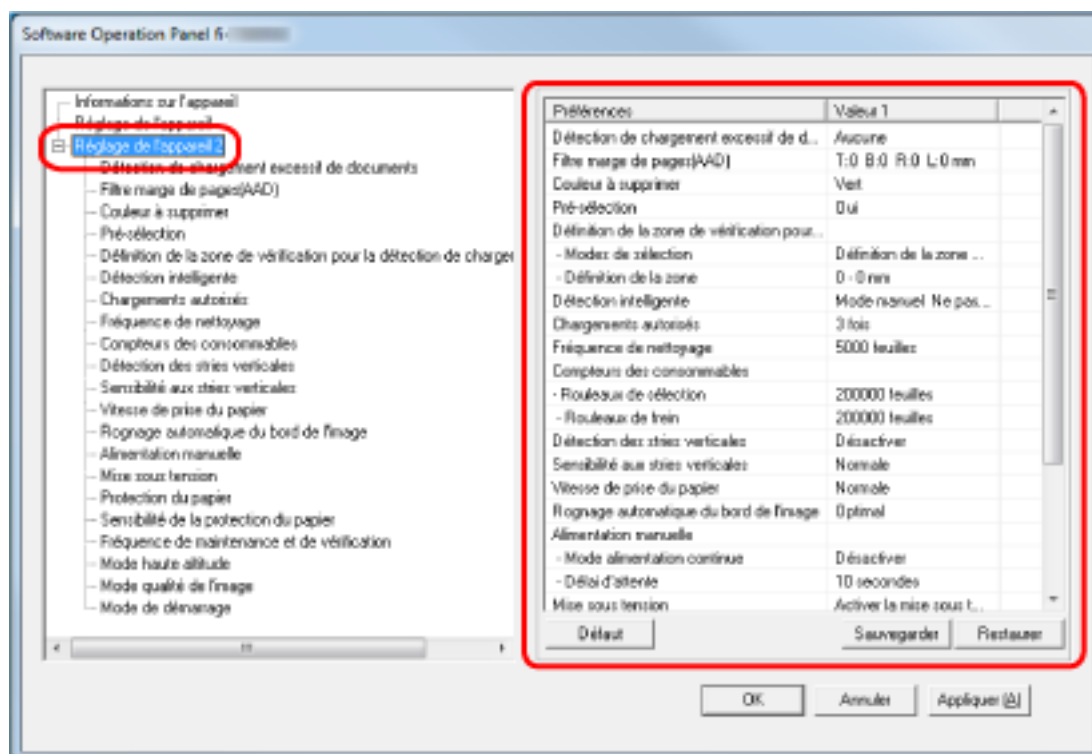 Software Operation Panel fi-
Informations sur l'appareil
Réglage de l'appareil
Réglage de l'appareil 2
Détection de chargement excessif de documents
Filtre marge de pages(AAD)
Couleur à supprimer
Pré-sélection
Définition de la zone de vérification pour la détection de charger
Détection intelligente
Chargements autorisés
Fréquence de nettoyage
Compteurs des consommables
Détection des stries verticales
Sensibilité aux stries verticales
Vitesse de prise du papier
Rognage automatique du bord de l'image
Alimentation manuelle
Mise sous tension
Protection du papier
Sensibilité de la protection du papier
Fréquence de maintenance et de vérification
Mode haute altitude
Mode qualité de l'image
Mode de démarrage
Préférences Valeur 1
Détection de chargement excessif de d... Aucune
Filtre marge de pages(AAD) T:0 B:0 R:0 L:0 mm
Couleur à supprimer Vert
Pré-sélection Oui
Définition de la zone de vérification pour...
- Modes de sélection Définition de la zone ...
- Définition de la zone 0 - 0 mm
Détection intelligente Mode manuel Ne pas...
Chargements autorisés 3 fois
Fréquence de nettoyage 5000 feuilles
Compteurs des consommables
- Rouleaux de sélection 200000 feuilles
- Rouleaux de frein 200000 feuilles
Détection des stries verticales Désactiver
Sensibilité aux stries verticales Normale
Vitesse de prise du papier Normale
Rognage automatique du bord de l'image Optimal
Alimentation manuelle
- Mode alimentation continue Désactiver
- Délai d'attente 10 secondes
Mise sous tension Activer la mise sous t...
Défaut Sauvegarder Restaurer
OK Annuler Appliquer (A)